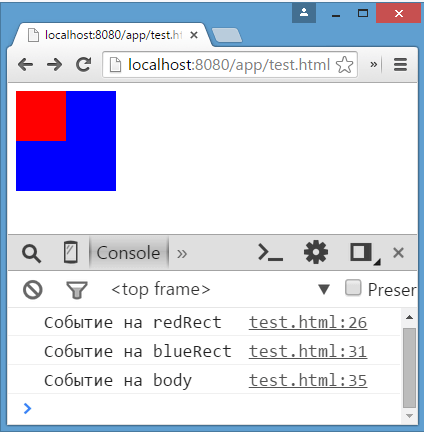 localhost:8080/app/test.ht
localhost:8080/app/test.html
»
Console »
<top frame> ▼ Preser
Событие на redRect test.html:26
Событие на blueRect test.html:31
Событие на body test.html:35